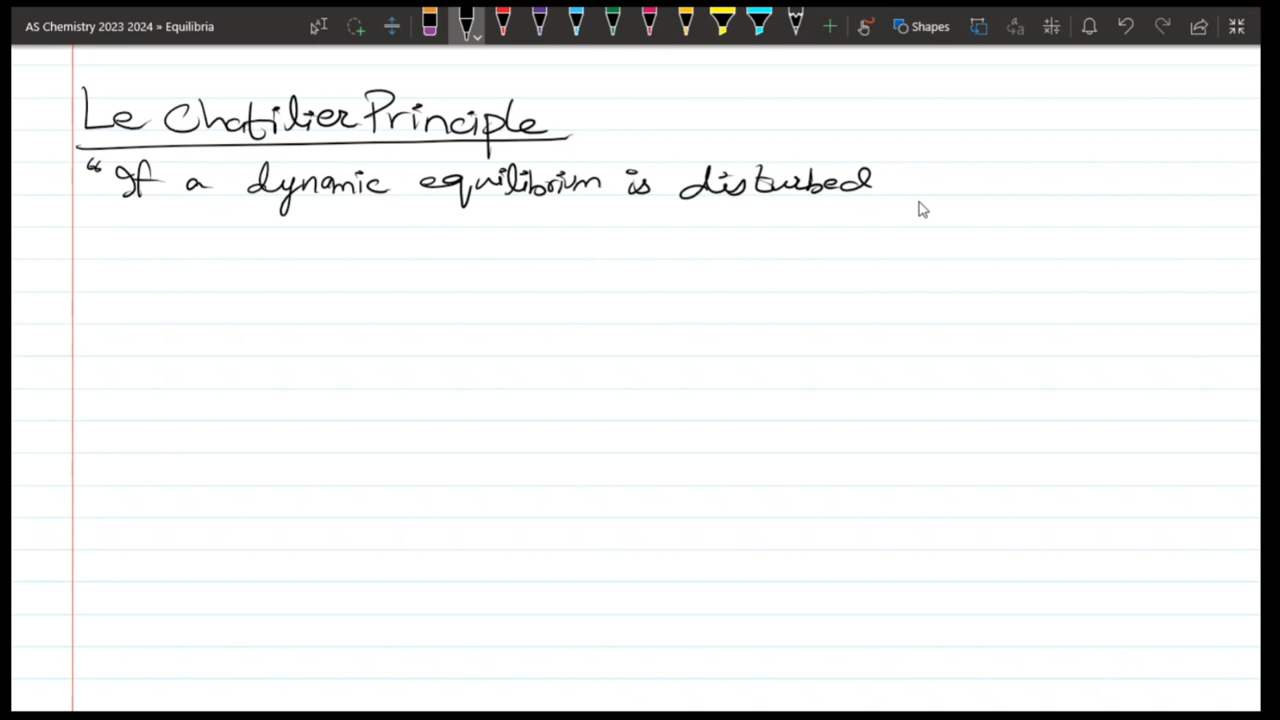 AS Chemistry 2023 2024 » Equilibria
Shapes
Le Chatilier Principle
“If a dynamic equilibrium is disturbed